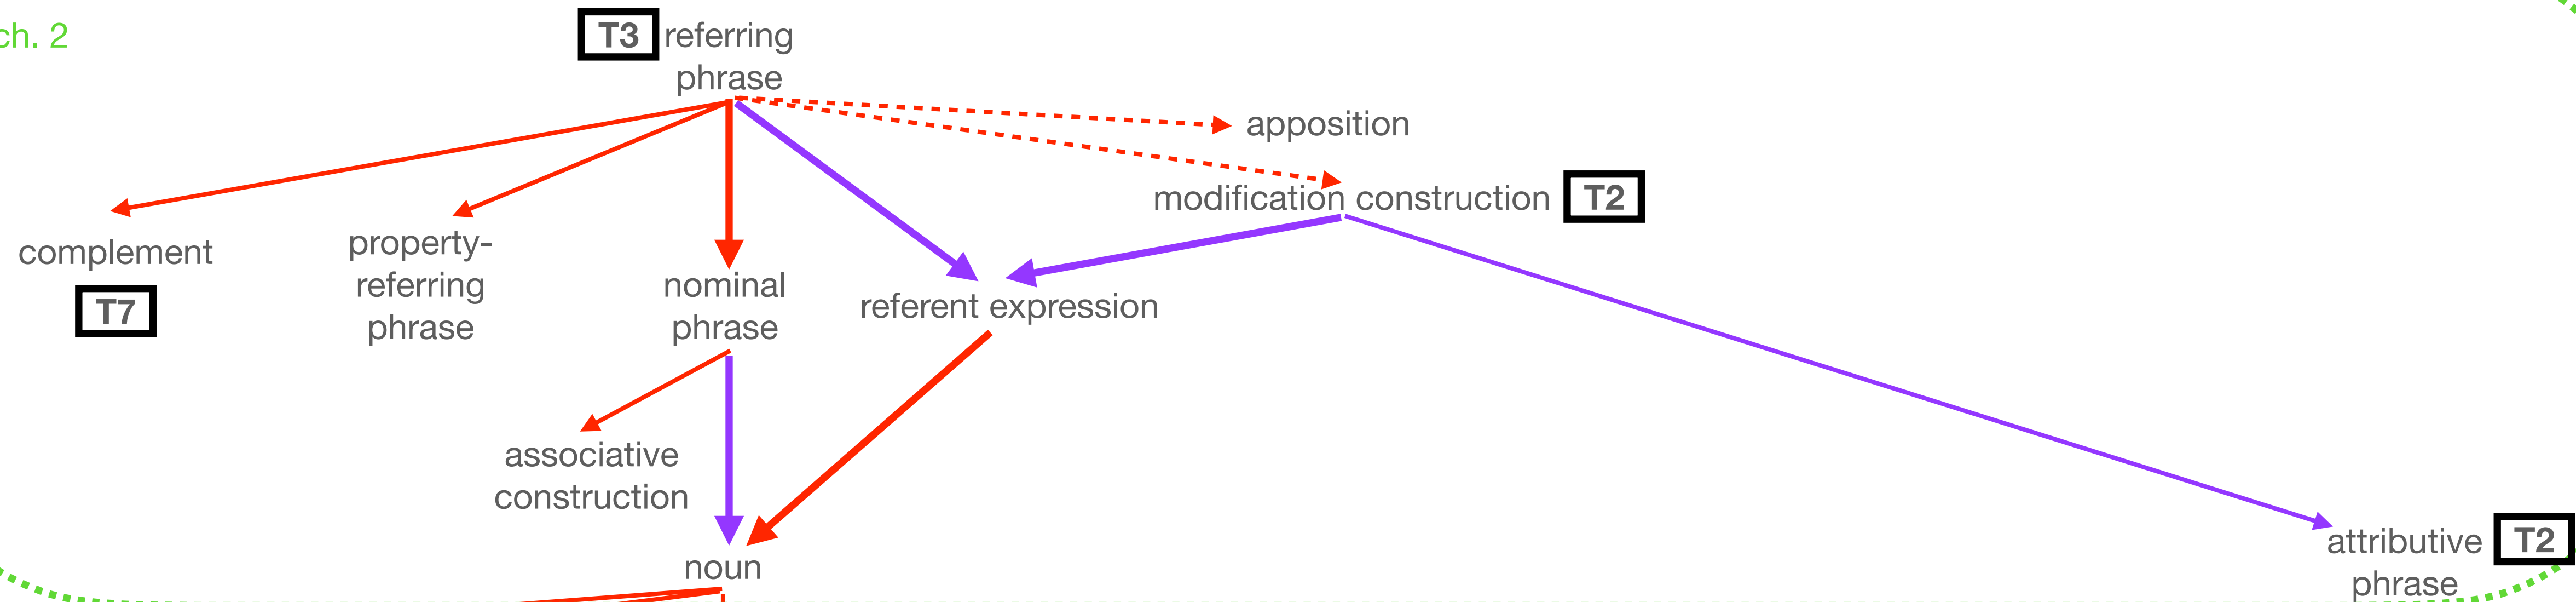 ch. 2
T3 referring
phrase
apposition
modification construction T2
complement
T7
property-
referring
phrase
nominal
phrase
referent expression
associative
construction
noun
attributive T2
phrase